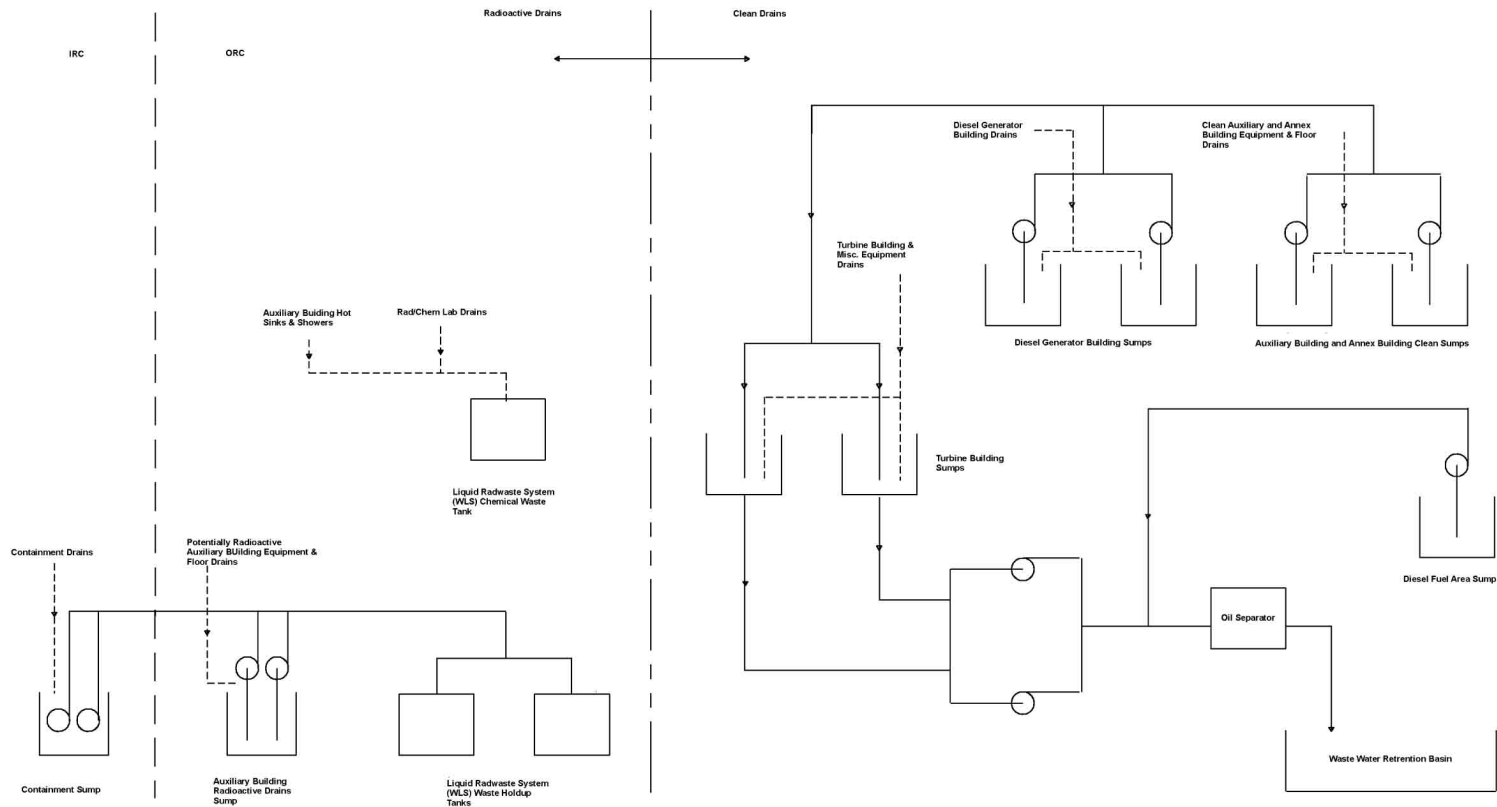 Radioactive Drains
Clean Drains
IRC
ORC
Diesel Generator
Building Drains
Clean Auxiliary and Annex
Building Equipment & Floor
Drains
Turbine Building &
Misc. Equipment
Drains
Auxiliary Buiding Hot
Sinks & Showers
Rad/Chem Lab Drains
Diesel Generator Building Sumps
Auxiliary Building and Annex Building Clean Sumps
Turbine Building
Sumps
Liquid Radwaste System
(WLS) Chemical Waste
Tank
Containment Drains
Potentially Radioactive
Auxiliary BUilding Equipment &
Floor Drains
Diesel Fuel Area Sump
Oil Separator
Waste Water Retrention Basin
Containment Sump
Auxiliary Building
Radioactive Drains
Sump
Liquid Radwaste System
(WLS) Waste Holdup
Tanks